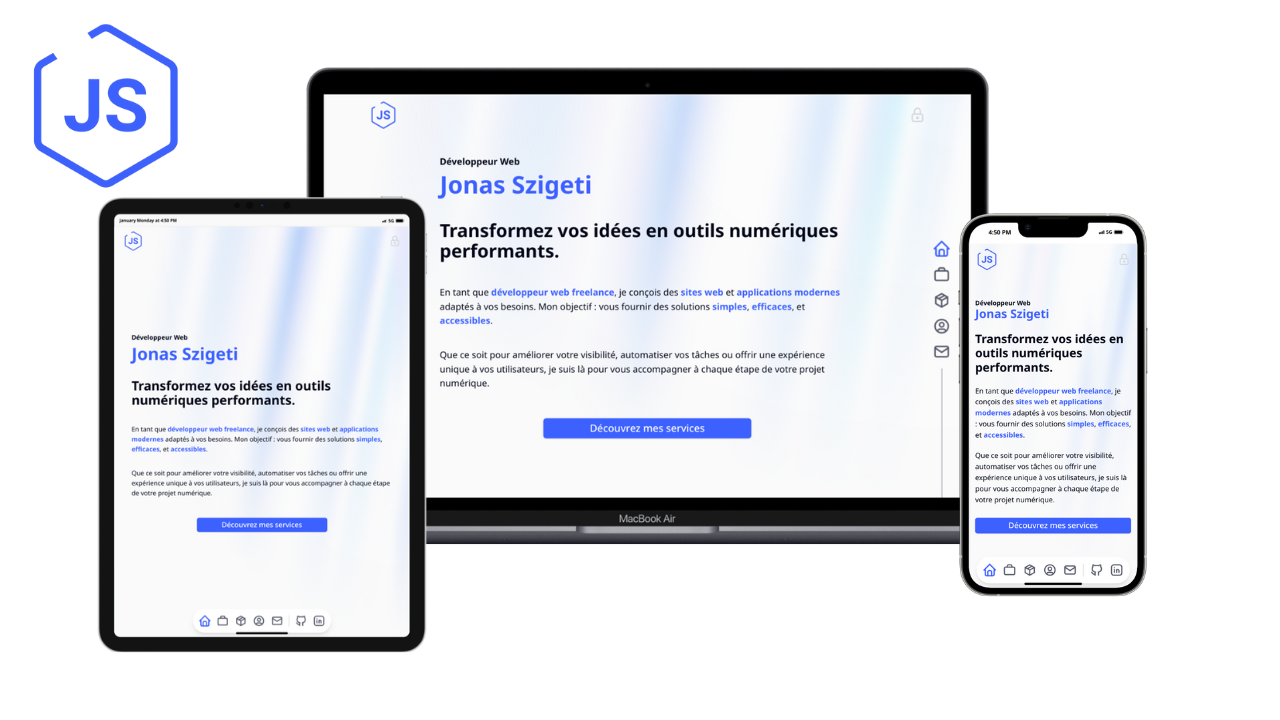 JS
JS
Développeur Web
Jonas Szigeti
Transformez vos idées en outils numériques
performants.
En tant que développeur web freelance, je conçois des sites web et applications modernes
adaptés à vos besoins. Mon objectif : vous fournir des solutions simples, efficaces, et
accessibles.
Que ce soit pour améliorer votre visibilité, automatiser vos tâches ou offrir une expérience
unique à vos utilisateurs, je suis là pour vous accompagner à chaque étape de votre projet
numérique.
Découvrez mes services
MacBook Air
January Monday at 4:50 PM
5G
JS
Développeur Web
Jonas Szigeti
Transformez vos idées en outils
numériques performants.
En tant que développeur web freelance, je conçois des sites web et applications
modernes adaptés à vos besoins. Mon objectif : vous fournir des solutions simples,
efficaces, et accessibles.
Que ce soit pour améliorer votre visibilité, automatiser vos tâches ou offrir une
expérience unique à vos utilisateurs, je suis là pour vous accompagner à chaque étape
de votre projet numérique.
Découvrez mes services
in
4:50 PM
5G
JS
Développeur Web
Jonas Szigeti
Transformez vos idées en
outils numériques
performants.
En tant que développeur web freelance, je
conçois des sites web et applications
modernes adaptés à vos besoins. Mon objectif
: vous fournir des solutions simples, efficaces,
et accessibles.
Que ce soit pour améliorer votre visibilité,
automatiser vos tâches ou offrir une
expérience unique à vos utilisateurs, je suis là
pour vous accompagner à chaque étape de
votre projet numérique.
Découvrez mes services
in